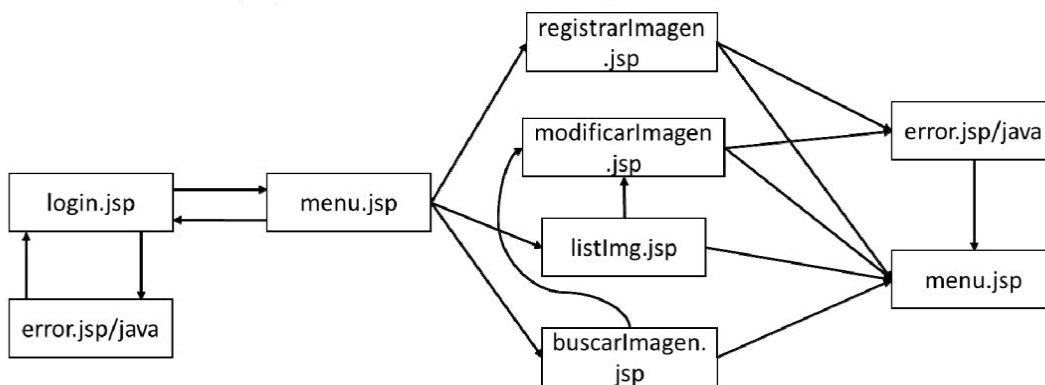 registrarImagen
.jsp
modificarImagen
.jsp
error.jsp/java
login.jsp
menu.jsp
listImg.jsp
menu.jsp
error.jsp/java
buscarImagen.
jsp